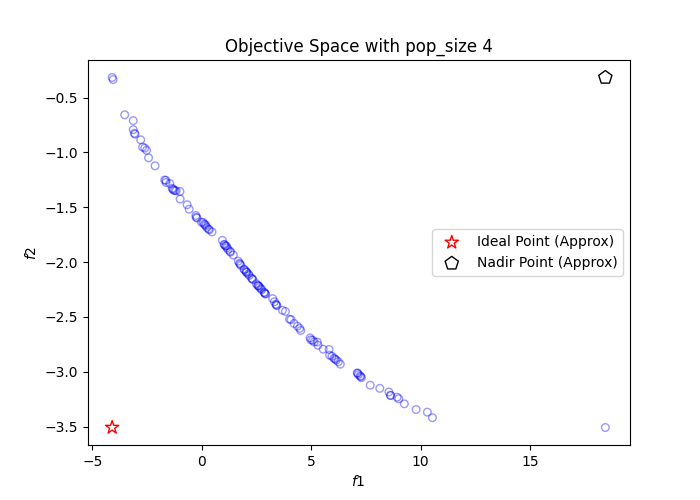 Objective Space with pop_size 4
f2
−0.5
−1.0
−1.5
−2.0
−2.5
−3.0
−3.5
Ideal Point (Approx)
Nadir Point (Approx)
−5
0
5
10
15
f1